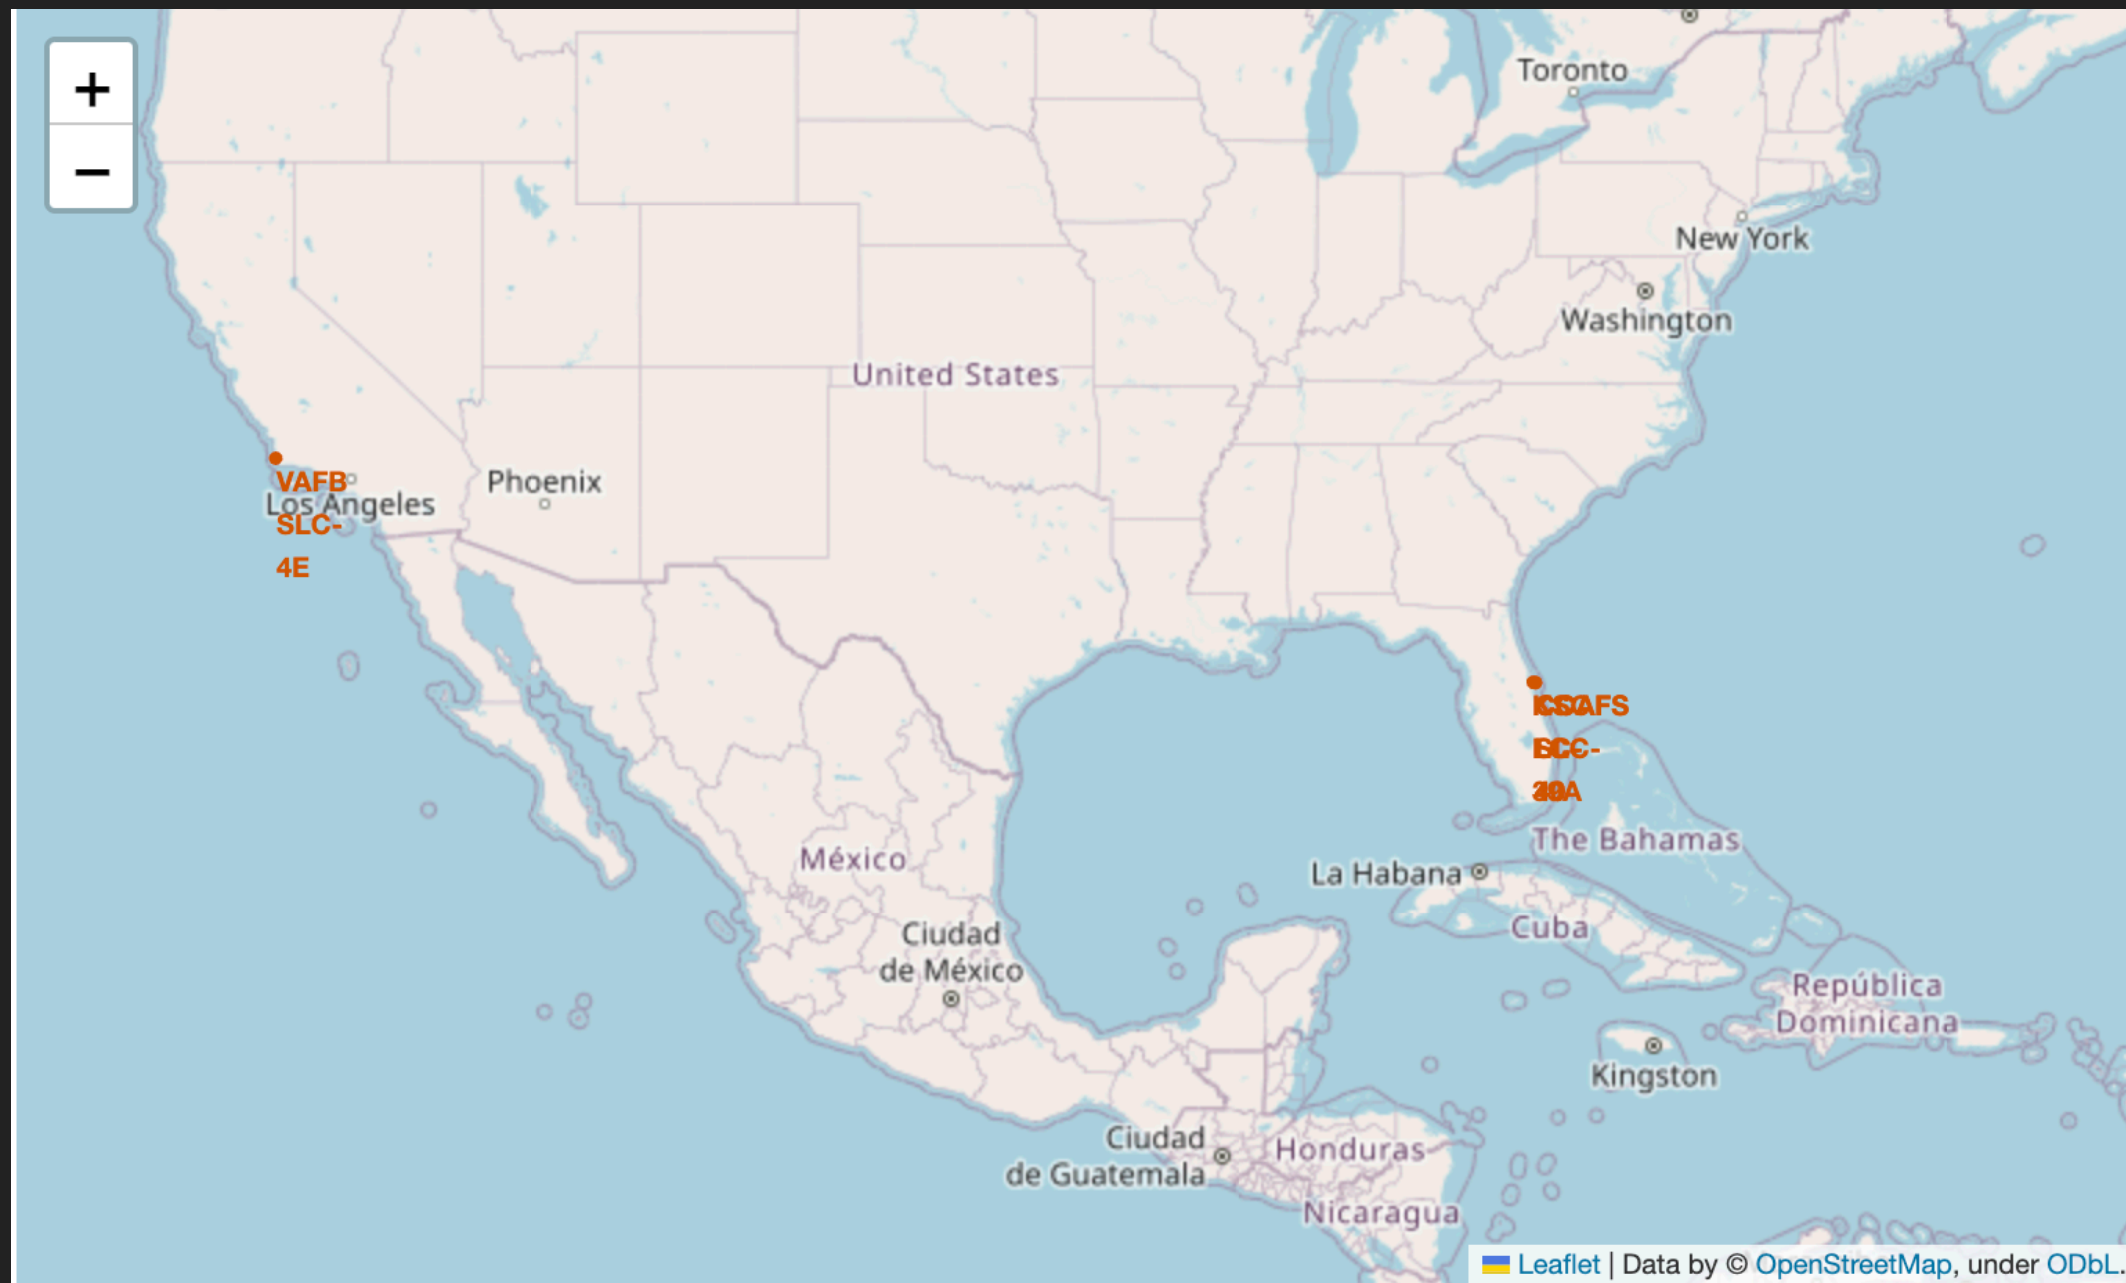 +
−
Toronto
New York
Washington
United States
VAFB
SLC-
4E
Los Angeles
Phoenix
The Bahamas
La Habana
Cuba
México
Ciudad
de México
República
Dominicana
Kingston
Ciudad
de Guatemala
Honduras
Nicaragua
Leaflet | Data by © OpenStreetMap, under ODbL